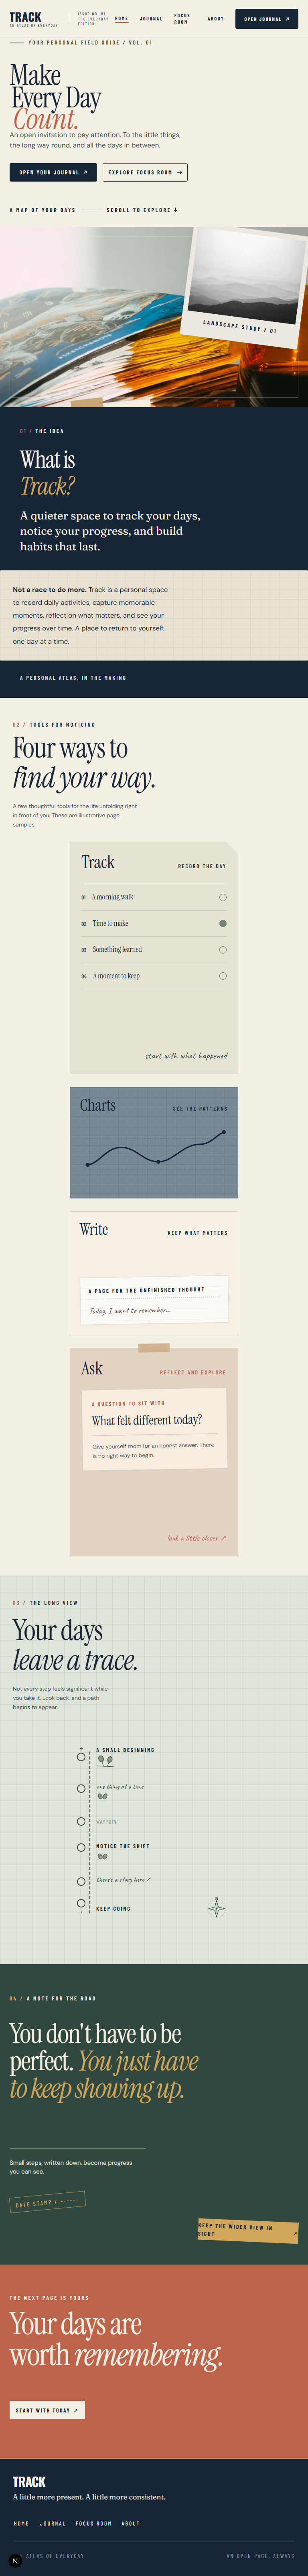 TRACK
AN ATLAS OF EVERYDAY
ISSUE NO. 01
THE EVERYDAY
EDITION
HOME
JOURNAL
FOCUS
ROOM
ABOUT
OPEN JOURNAL ↗
YOUR PERSONAL FIELD GUIDE / VOL. 01
Make
Every Day
Count.
An open invitation to pay attention. To the little things,
the long way round, and all the days in between.
OPEN YOUR JOURNAL ↗
EXPLORE FOCUS ROOM →
A MAP OF YOUR DAYS
SCROLL TO EXPLORE ↓
LANDSCAPE STUDY / 01
01 / THE IDEA
What is
Track?
A quieter space to track your days,
notice your progress, and build
habits that last.
Not a race to do more. Track is a personal space
to record daily activities, capture memorable
moments, reflect on what matters, and see your
progress over time. A place to return to yourself,
one day at a time.
A PERSONAL ATLAS, IN THE MAKING
02 / TOOLS FOR NOTICING
Four ways to
find your way.
A few thoughtful tools for the life unfolding right
in front of you. These are illustrative page
samples.
Track
RECORD THE DAY
01 A morning walk
02 Time to make
03 Something learned
04 A moment to keep
start with what happened
Charts
SEE THE PATTERNS
Write
KEEP WHAT MATTERS
A PAGE FOR THE UNFINISHED THOUGHT
Today, I want to remember...
Ask
REFLECT AND EXPLORE
A QUESTION TO SIT WITH
What felt different today?
Give yourself room for an honest answer. There
is no right way to begin.
look a little closer ↗
03 / THE LONG VIEW
Your days
leave a trace.
Not every step feels significant while
you take it. Look back, and a path
begins to appear.
A SMALL BEGINNING
one thing at a time
WAYPOINT
NOTICE THE SHIFT
there's a story here ↗
KEEP GOING
04 / A NOTE FOR THE ROAD
You don't have to be
perfect. You just have
to keep showing up.
Small steps, written down, become progress
you can see.
DATE STAMP / ------
KEEP THE WIDER VIEW IN
SIGHT ↗
THE NEXT PAGE IS YOURS
Your days are
worth remembering.
START WITH TODAY ↗
TRACK
A little more present. A little more consistent.
HOME
JOURNAL
FOCUS ROOM
ABOUT
N
ATLAS OF EVERYDAY
AN OPEN PAGE, ALWAYS